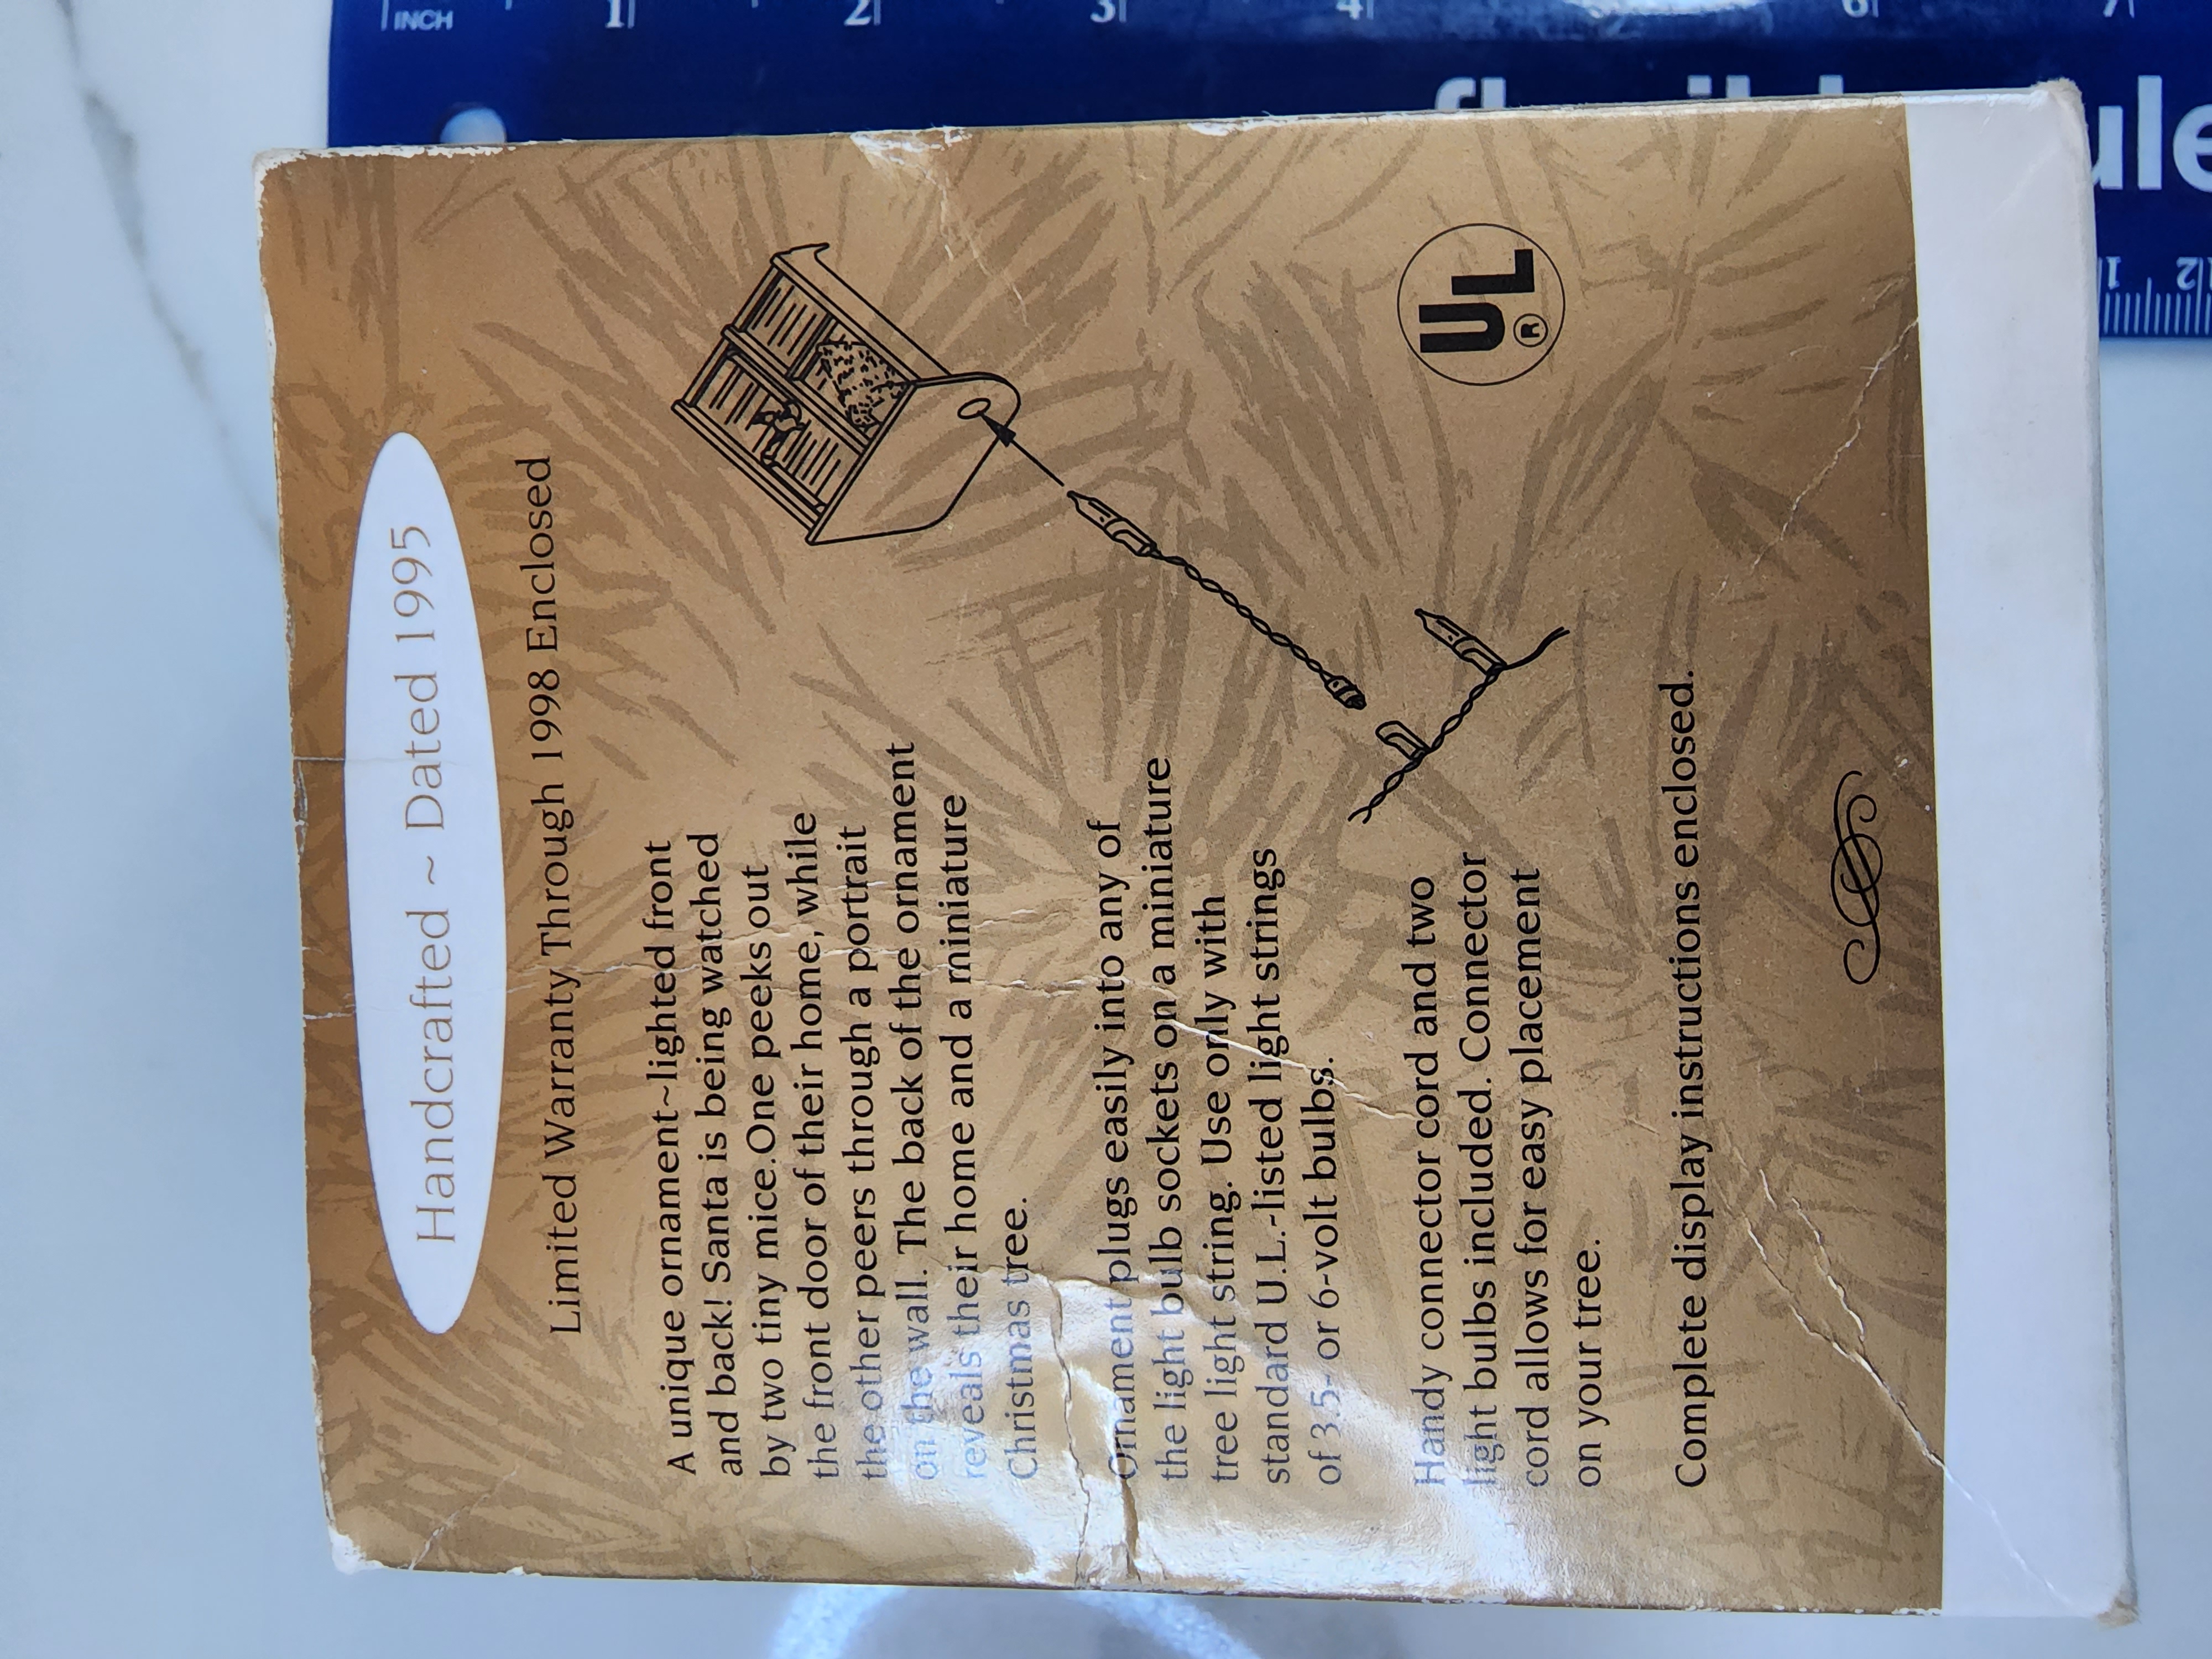 Handcrafted ~ Dated 1995
Limited Warranty Through 1998 Enclosed
A unique ornament~lighted front
and back! Santa is being watched
by two tiny mice.One peeks out
the front door of their home, while
the other peers through a portrait
on the wall. The back of the ornament
reveals their home and a miniature
Christmas tree.
Ornament plugs easily into any of
the light bulb sockets on a miniature
tree light string. Use only with
standard U.L.-listed light strings
of 3.5- or 6-volt bulbs.
Handy connector cord and two
light bulbs included. Connector
cord allows for easy placement
on your tree.
Complete display instructions enclosed.
UL®
INCH 1 2 3 4 6 7
1 2